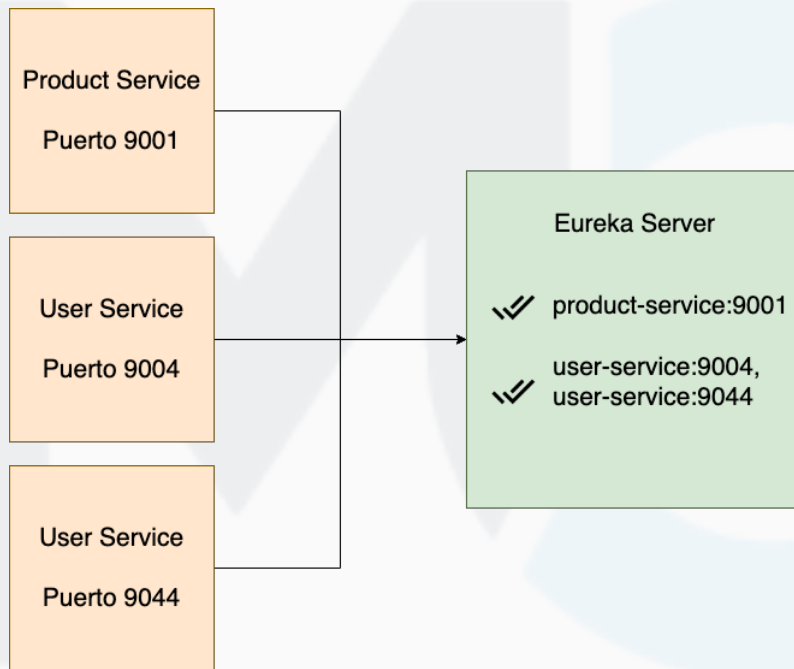 Product Service
Puerto 9001
User Service
Puerto 9004
User Service
Puerto 9044
Eureka Server
product-service:9001
user-service:9004,
user-service:9044